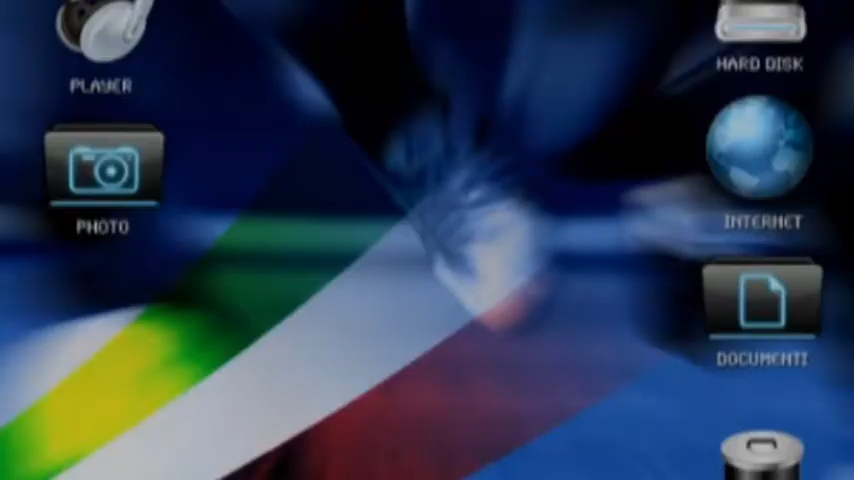 PLAYER
HARD DISK
PHOTO
INTERNET
DOCUMENTI